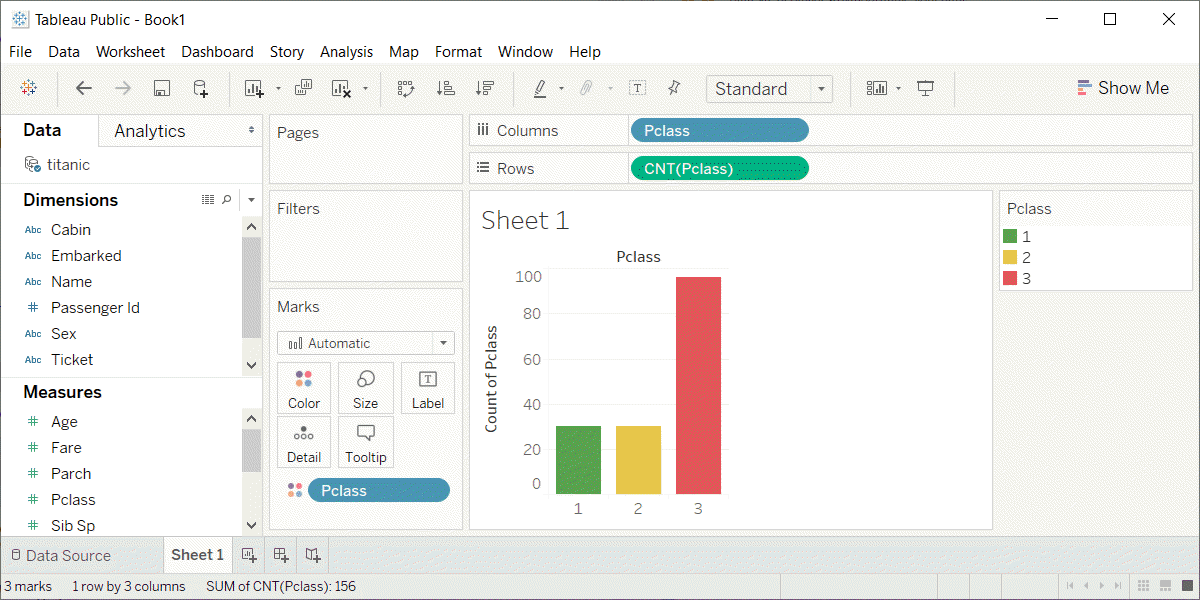 Tableau Public - Book1
File Data Worksheet Dashboard Story Analysis Map Format Window Help
Standard
Show Me
Data
Analytics
titanic
Dimensions
Abc Cabin
Abc Embarked
Abc Name
# Passenger Id
Abc Sex
Abc Ticket
Measures
# Age
# Fare
# Parch
# Pclass
# Sib Sp
Pages
Filters
Marks
Automatic
Color
Size
T
Label
Detail
Tooltip
Pclass
Columns
Pclass
Rows
CNT(Pclass)
Sheet 1
Pclass
Count of Pclass
100
80
60
40
20
0
1 2 3
Pclass
1
2
3
Data Source
Sheet 1
3 marks 1 row by 3 columns SUM of CNT(Pclass): 156